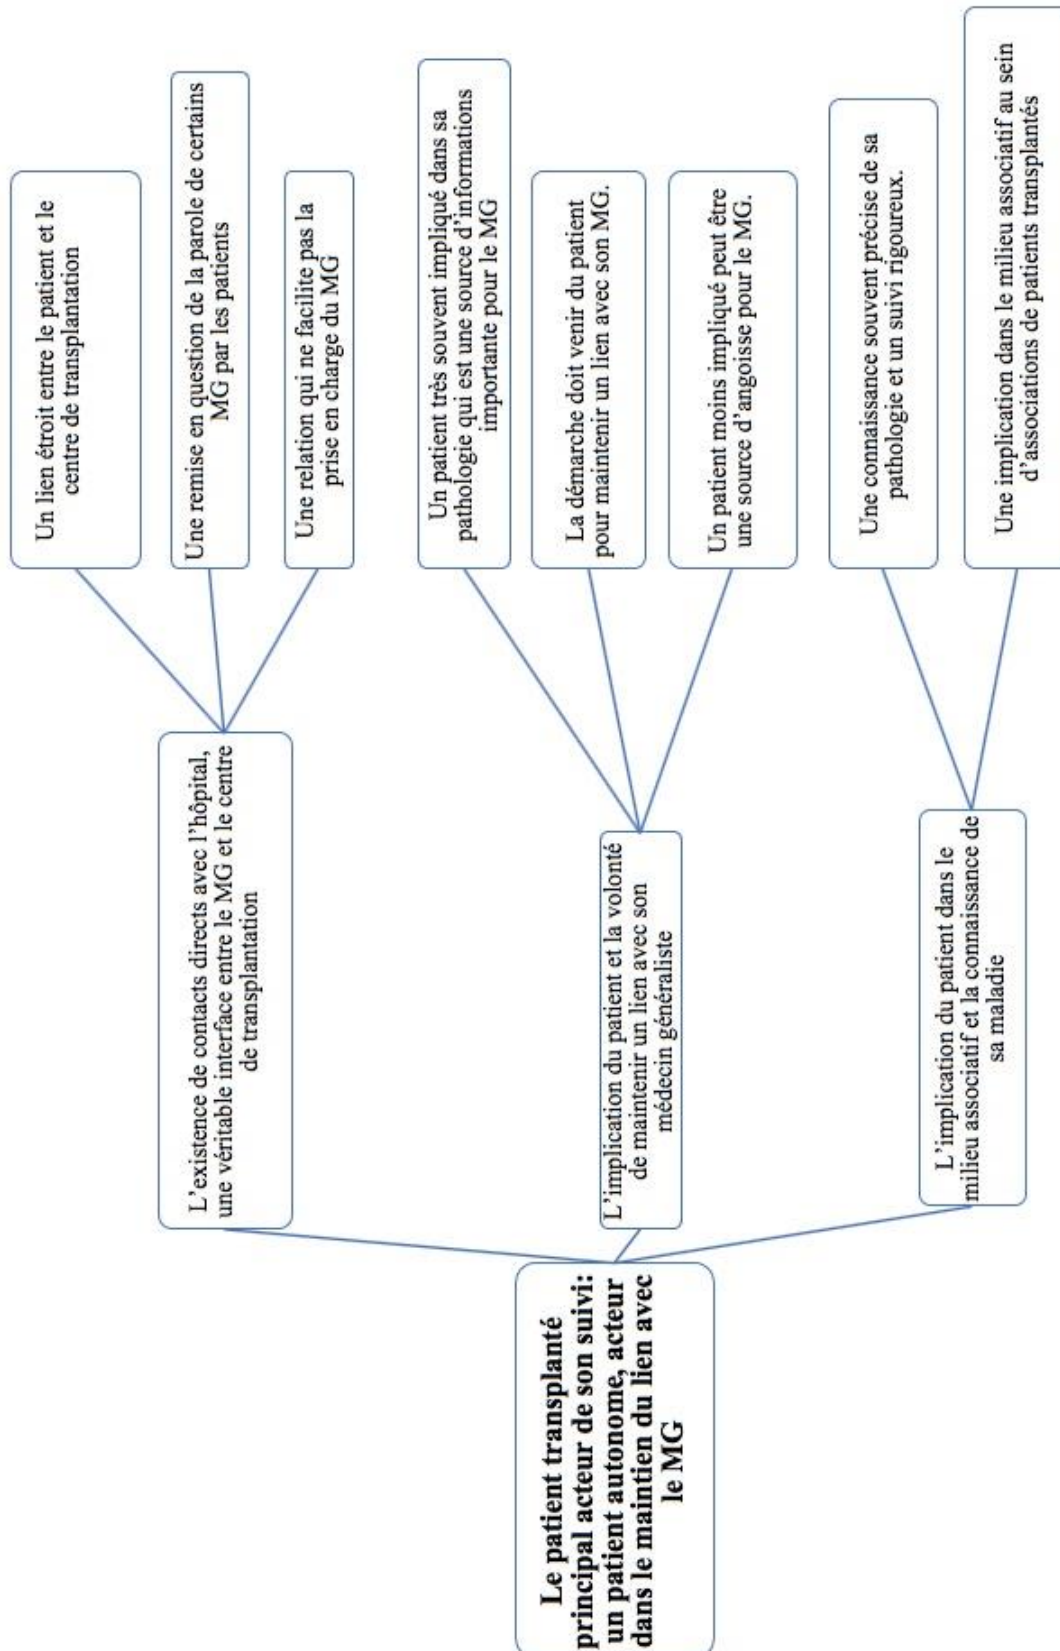 Le patient transplanté
principal acteur de son suivi:
un patient autonome, acteur
dans le maintien du lien avec
le MG
L'existence de contacts directs avec l'hôpital,
une véritable interface entre le MG et le centre
de transplantation
Un lien étroit entre le patient et le
centre de transplantation
Une remise en question de la parole de certains
MG par les patients
Une relation qui ne facilite pas la
prise en charge du MG
L'implication du patient et la volonté
de maintenir un lien avec son
médecin généraliste
Un patient très souvent impliqué dans sa
pathologie qui est une source d'informations
importante pour le MG
La démarche doit venir du patient
pour maintenir un lien avec son MG.
Un patient moins impliqué peut être
une source d'angoisse pour le MG.
L'implication du patient dans le
milieu associatif et la connaissance de
sa maladie
Une connaissance souvent précise de sa
pathologie et un suivi rigoureux.
Une implication dans le milieu associatif au sein
d'associations de patients transplantés